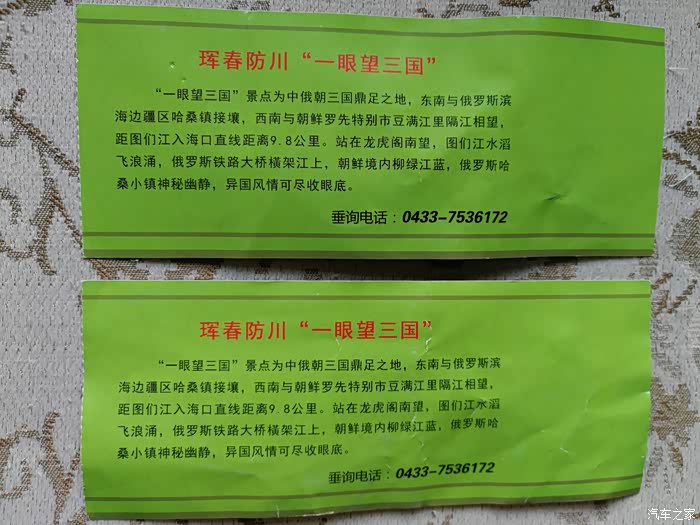 珲春防川“一眼望三国”
“一眼望三国”景点为中俄朝三国鼎足之地，东南与俄罗斯滨
海边疆区哈桑镇接壤，西南与朝鲜罗先特别市豆满江里隔江相望，
距图们江入海口直线距离9.8公里。站在龙虎阁南望，图们江水滔
飞浪涌，俄罗斯铁路大桥横架江上，朝鲜境内柳绿江蓝，俄罗斯哈
桑小镇神秘幽静，异国风情可尽收眼底。
垂询电话：0433-7536172
珲春防川“一眼望三国”
“一眼望三国”景点为中俄朝三国鼎足之地，东南与俄罗斯滨
海边疆区哈桑镇接壤，西南与朝鲜罗先特别市豆满江里隔江相望，
距图们江入海口直线距离9.8公里。站在龙虎阁南望，图们江水滔
飞浪涌，俄罗斯铁路大桥横架江上，朝鲜境内柳绿江蓝，俄罗斯哈
桑小镇神秘幽静，异国风情可尽收眼底。
垂询电话：0433-7536172
汽车之家